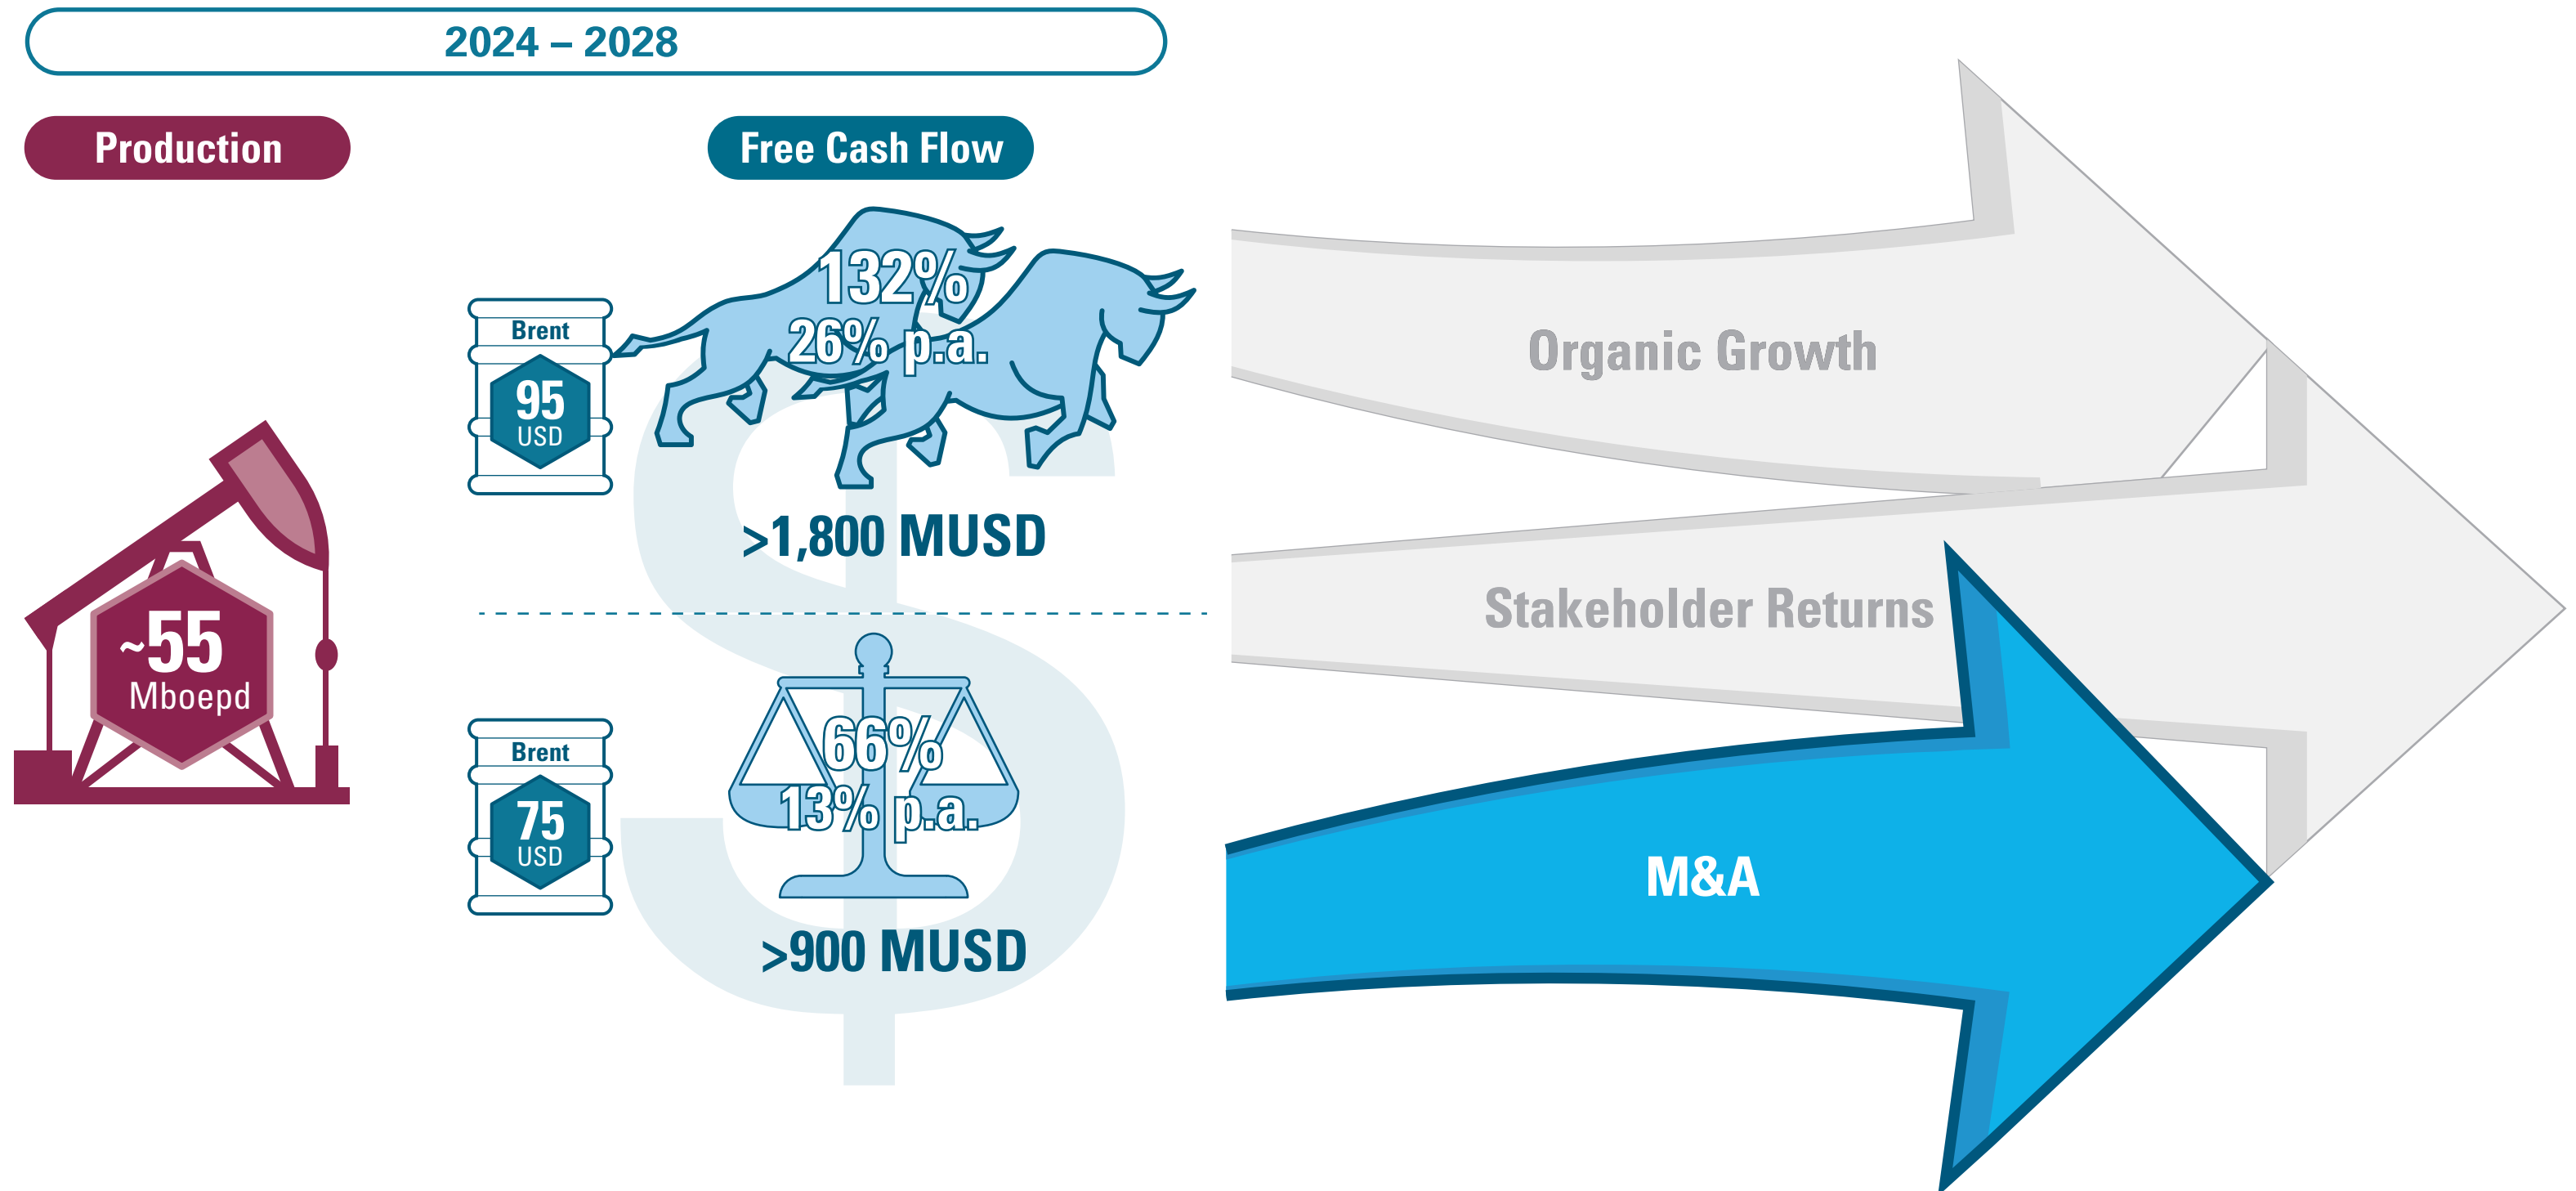 2024 – 2028
Production
Free Cash Flow
Brent
95
USD
132%
26% p.a.
>1,800 MUSD
~55
Mboepd
Brent
75
USD
66%
13% p.a.
>900 MUSD
Organic Growth
Stakeholder Returns
M&A